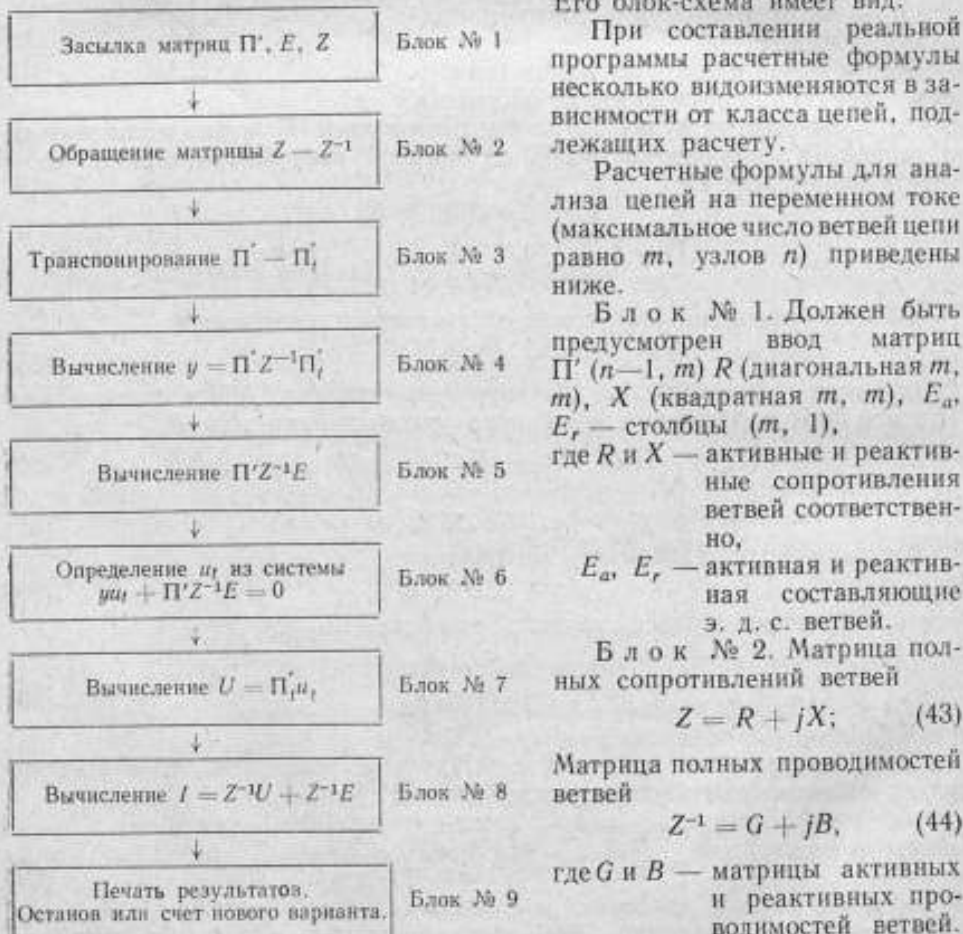 Засылка матриц П', E, Z
Блок № 1
Обращение матрицы Z — Z⁻¹
Блок № 2
Транспонирование П' — П'ₜ
Блок № 3
Вычисление y = П' Z⁻¹П'ₜ
Блок № 4
Вычисление П'Z⁻¹E
Блок № 5
Определение uₜ из системы
yuₜ + П'Z⁻¹E = 0
Блок № 6
Вычисление U = П'ₜuₜ
Блок № 7
Вычисление I = Z⁻¹U + Z⁻¹E
Блок № 8
Печать результатов.
Останов или счет нового варианта.
Блок № 9
Его блок-схема имеет вид:
При составлении реальной
программы расчетные формулы
несколько видоизменяются в за-
висимости от класса цепей, под-
лежащих расчету.
Расчетные формулы для ана-
лиза цепей на переменном токе
(максимальное число ветвей цепи
равно m, узлов n) приведены
ниже.
Блок № 1. Должен быть
предусмотрен ввод матриц
П' (n—1, m) R (диагональная m,
m), X (квадратная m, m), Eₐ,
Eᵣ — столбцы (m, 1),
где R и X — активные и реактив-
ные сопротивления
ветвей соответствен-
но,
Eₐ, Eᵣ — активная и реактив-
ная составляющие
э. д. с. ветвей.
Блок № 2. Матрица пол-
ных сопротивлений ветвей
Z = R + jX; (43)
Матрица полных проводимостей
ветвей
Z⁻¹ = G + jB, (44)
где G и B — матрицы активных
и реактивных про-
водимостей ветвей.